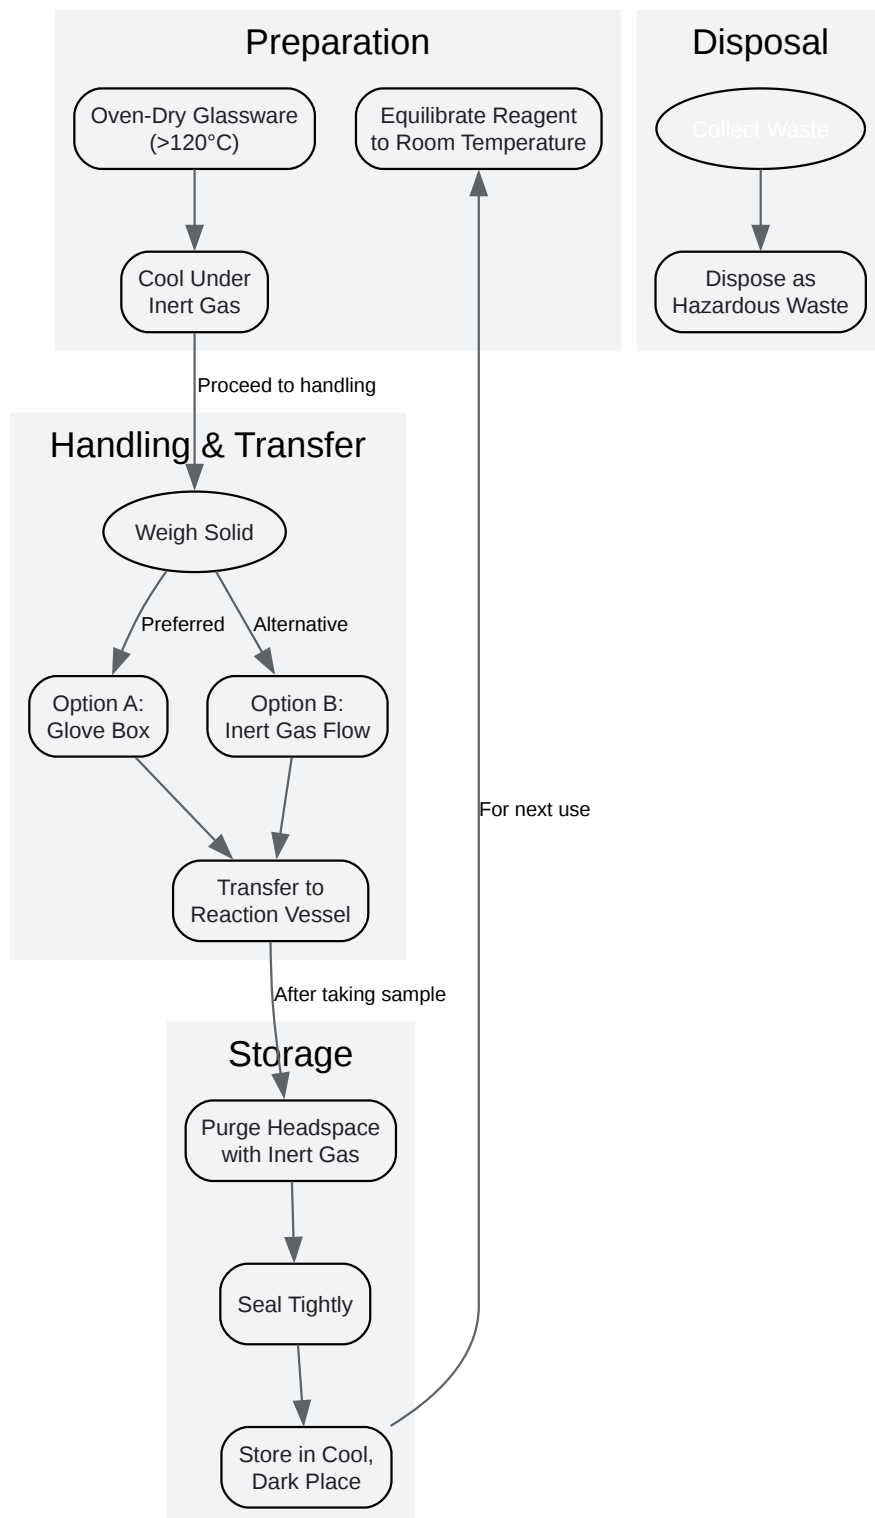 Preparation
Oven-Dry Glassware
(>120°C)
Equilibrate Reagent
to Room Temperature
Cool Under
Inert Gas
Disposal
Collect Waste
Dispose as
Hazardous Waste
Proceed to handling
Handling & Transfer
Weigh Solid
Preferred
Alternative
Option A:
Glove Box
Option B:
Inert Gas Flow
Transfer to
Reaction Vessel
For next use
After taking sample
Storage
Purge Headspace
with Inert Gas
Seal Tightly
Store in Cool,
Dark Place